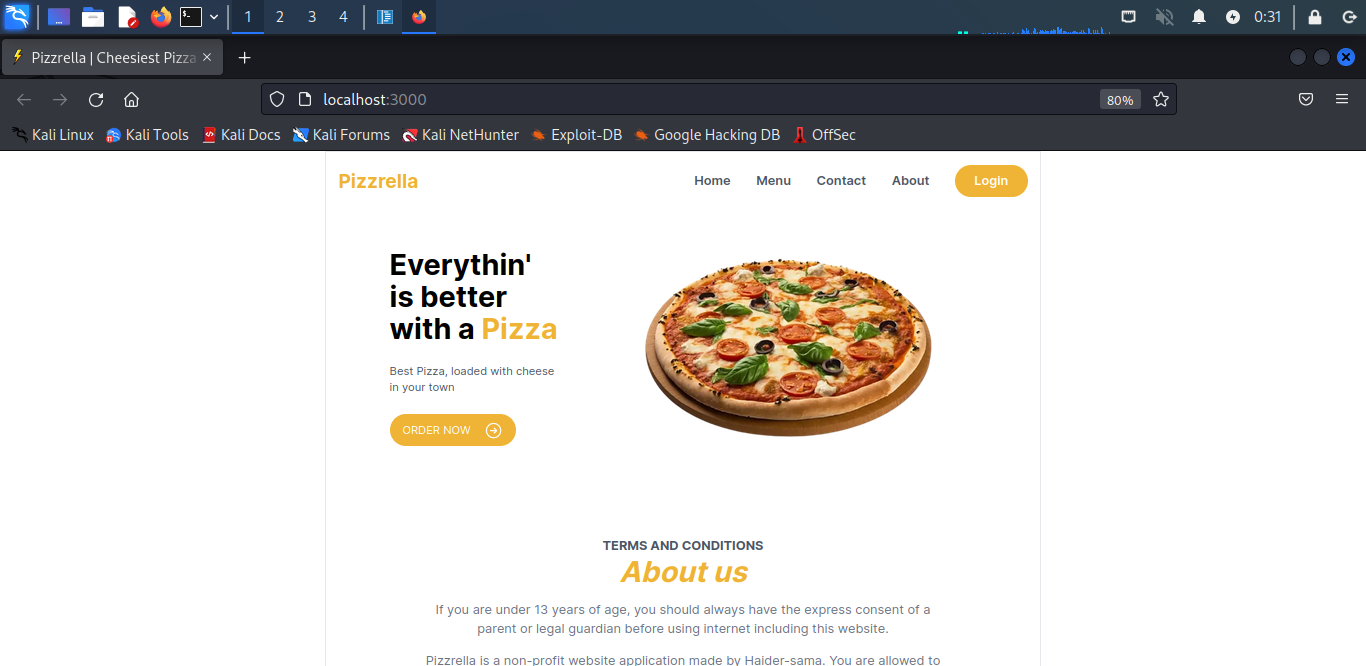 1 2 3 4 0:31
Pizzrella | Cheesiest Pizza
localhost:3000 80%
Kali Linux Kali Tools Kali Docs Kali Forums Kali NetHunter Exploit-DB Google Hacking DB OffSec
Pizzrella Home Menu Contact About Login
Everythin'
is better
with a Pizza
Best Pizza, loaded with cheese
in your town
ORDER NOW
TERMS AND CONDITIONS
About us
If you are under 13 years of age, you should always have the express consent of a
parent or legal guardian before using internet including this website.
Pizzrella is a non-profit website application made by Haider-sama. You are allowed to